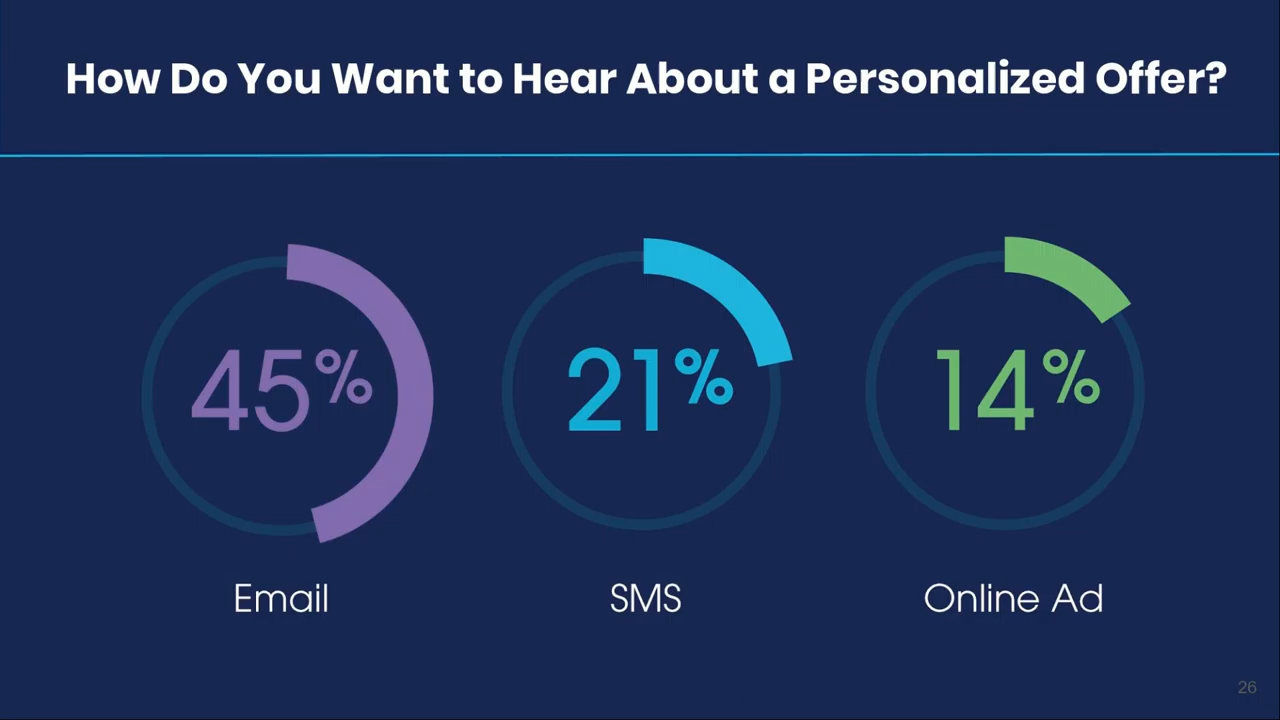 How Do You Want to Hear About a Personalized Offer?
45%
21%
14%
Email
SMS
Online Ad
26